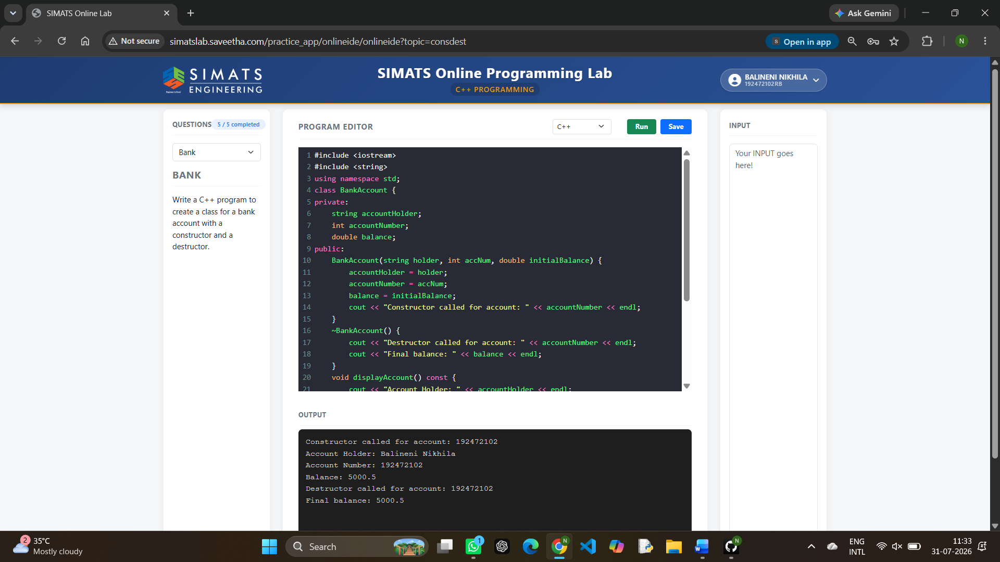 SIMATS Online Lab
Ask Gemini
Not secure
simatslab.saveetha.com/practice_app/onlineide/onlineide?topic=consdest
S Open in app
N
SIMATS
ENGINEERING
Engineer to Excel
SIMATS Online Programming Lab
C++ PROGRAMMING
BALINENI NIKHILA
192472102RB
QUESTIONS 5 / 5 completed
Bank
BANK
Write a C++ program to
create a class for a bank
account with a
constructor and a
destructor.
PROGRAM EDITOR
C++
Run
Save
1 #include <iostream>
2 #include <string>
3 using namespace std;
4 class BankAccount {
5 private:
6     string accountHolder;
7     int accountNumber;
8     double balance;
9 public:
10     BankAccount(string holder, int accNum, double initialBalance) {
11         accountHolder = holder;
12         accountNumber = accNum;
13         balance = initialBalance;
14         cout << "Constructor called for account: " << accountNumber << endl;
15     }
16     ~BankAccount() {
17         cout << "Destructor called for account: " << accountNumber << endl;
18         cout << "Final balance: " << balance << endl;
19     }
20     void displayAccount() const {
21         cout << "Account Holder: " << accountHolder << endl;
OUTPUT
Constructor called for account: 192472102
Account Holder: Balineni Nikhila
Account Number: 192472102
Balance: 5000.5
Destructor called for account: 192472102
Final balance: 5000.5
INPUT
Your INPUT goes
here!
2
35°C
Mostly cloudy
Search
1
N
W
N
ENG
INTL
11:33
31-07-2026